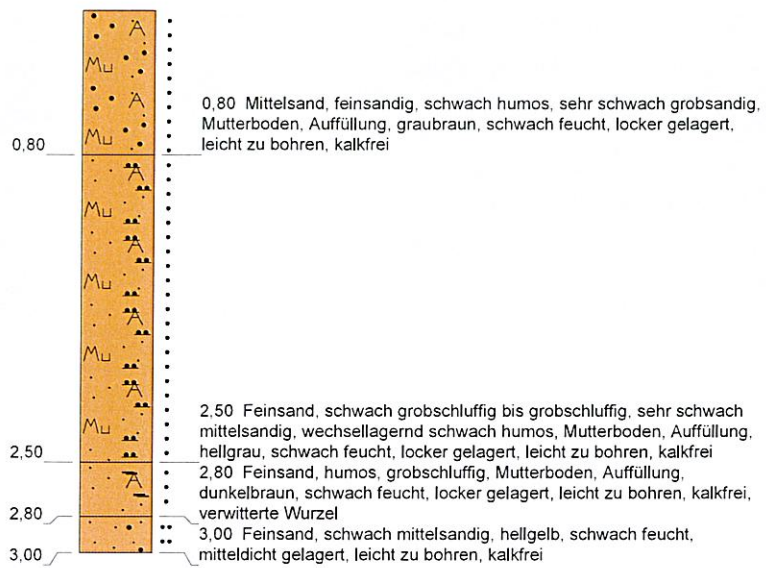 A
Mu
A
Mu
0,80
0,80 Mittelsand, feinsandig, schwach humos, sehr schwach grobsandig,
Mutterboden, Auffüllung, graubraun, schwach feucht, locker gelagert,
leicht zu bohren, kalkfrei
A
Mu
A
Mu
A
Mu
A
Mu
2,50
2,50 Feinsand, schwach grobschluffig bis grobschluffig, sehr schwach
mittelsandig, wechsellagernd schwach humos, Mutterboden, Auffüllung,
hellgrau, schwach feucht, locker gelagert, leicht zu bohren, kalkfrei
A
2,80
2,80 Feinsand, humos, grobschluffig, Mutterboden, Auffüllung,
dunkelbraun, schwach feucht, locker gelagert, leicht zu bohren, kalkfrei,
verwitterte Wurzel
3,00
3,00 Feinsand, schwach mittelsandig, hellgelb, schwach feucht,
mitteldicht gelagert, leicht zu bohren, kalkfrei